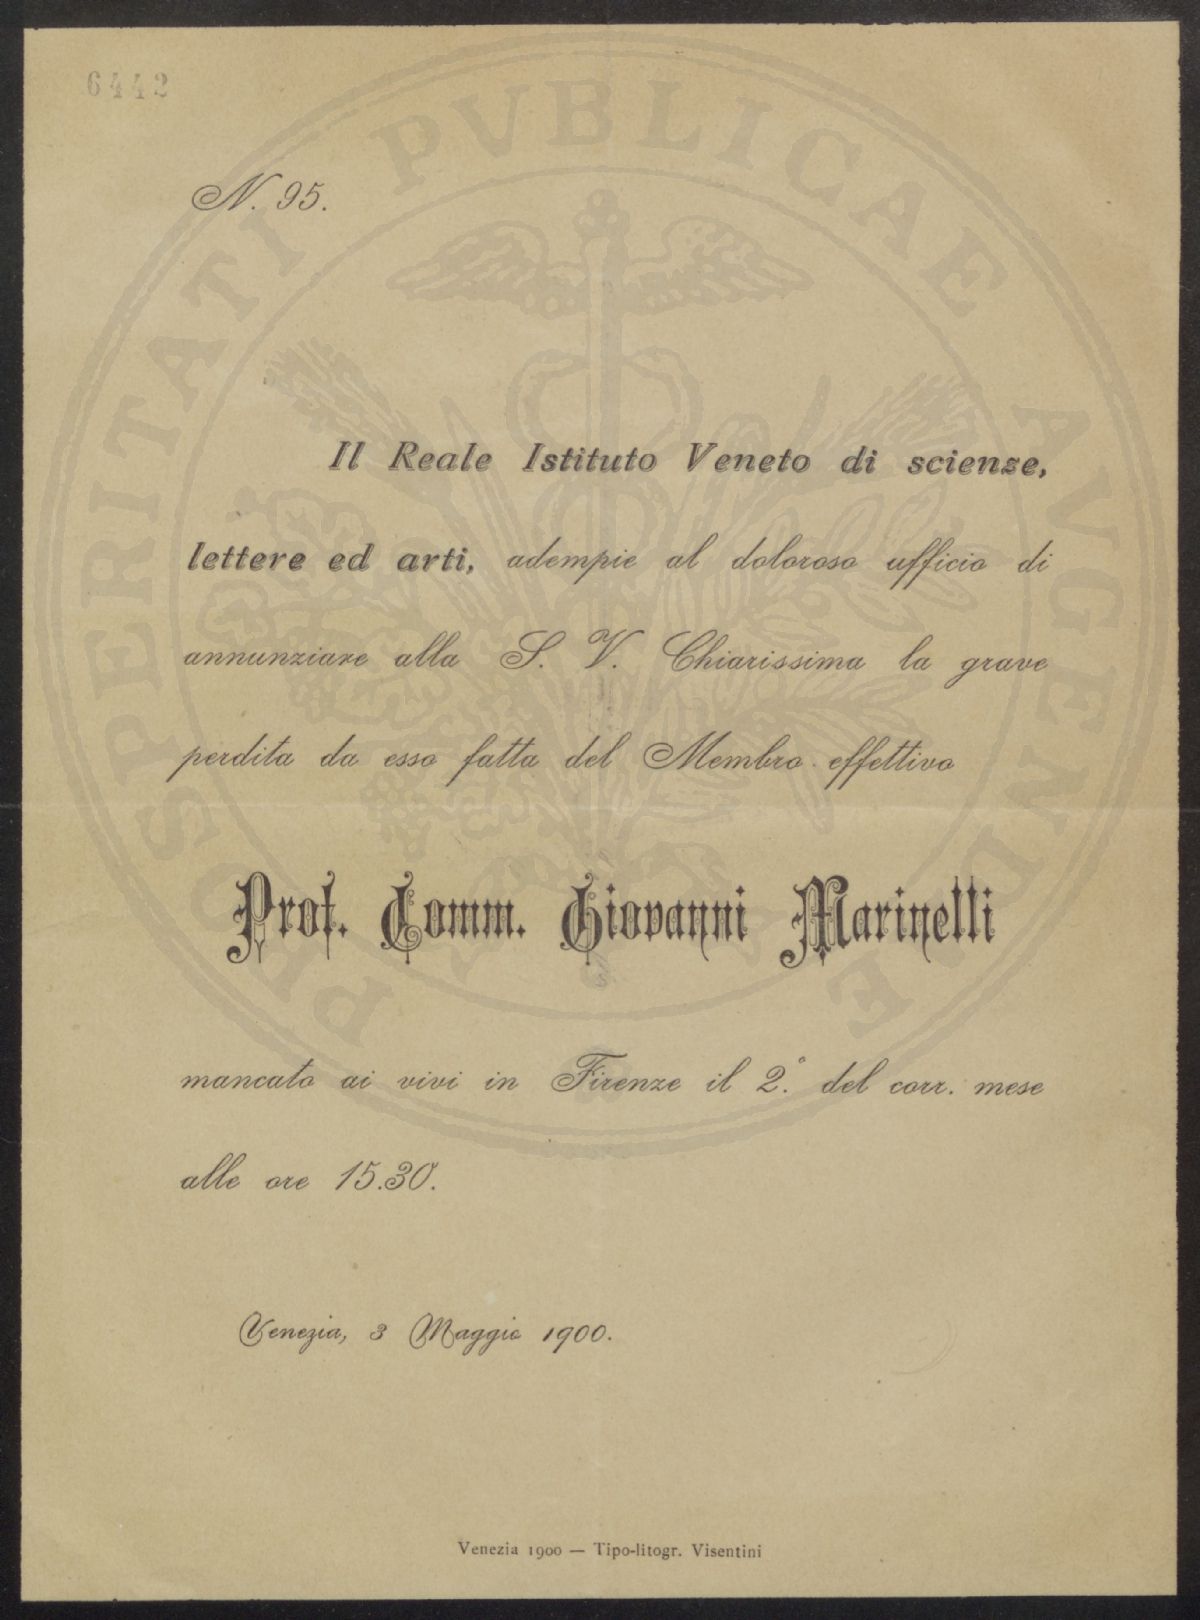 6442
N. 95.
Il Reale Istituto Veneto di scienze,
lettere ed arti, adempie al doloroso ufficio di
annunziare alla S. V. Chiarissima la grave
perdita da esso fatta del Membro effettivo
Prof. Comm. Giovanni Marinelli
mancato ai vivi in Firenze il 2.° del corr. mese
alle ore 15.30.
Venezia, 3 Maggio 1900.
Venezia 1900 — Tipo-litogr. Visentini
PROSPERITATI PVBLICAE AVGENDAE